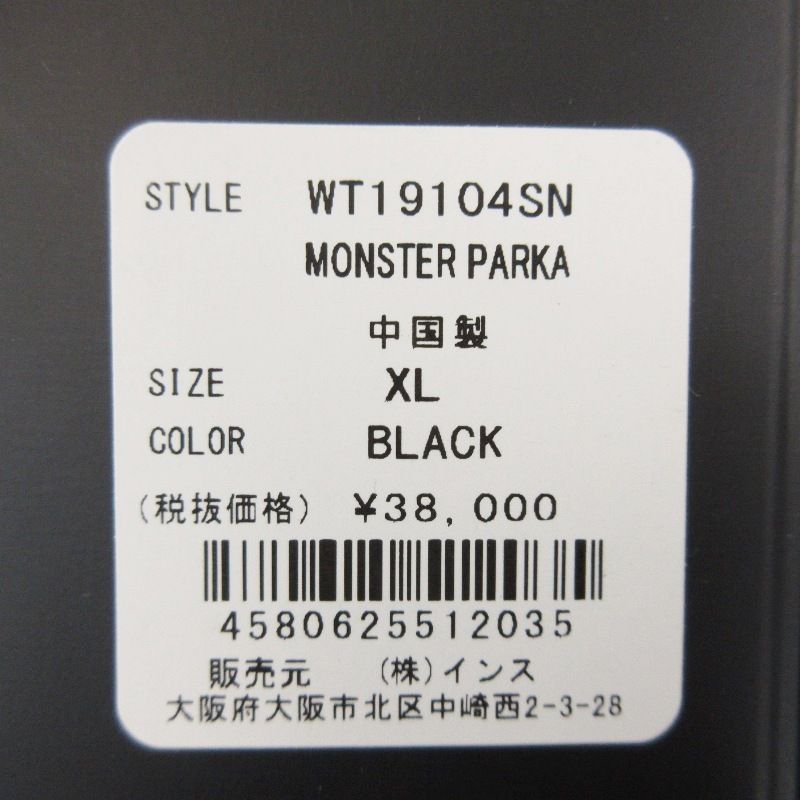 STYLE WT19104SN
MONSTER PARKA
中国製
SIZE XL
COLOR BLACK
(税抜価格) ¥38,000
4580625512035
販売元 (株)インス
大阪府大阪市北区中崎西2-3-28